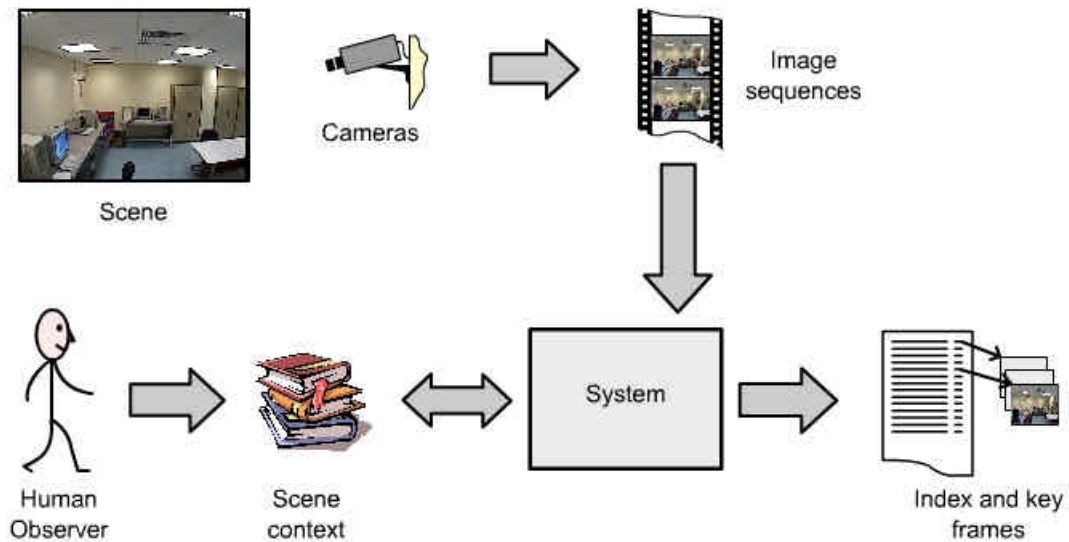 Scene
Cameras
Image
sequences
Human
Observer
Scene
context
System
Index and key
frames